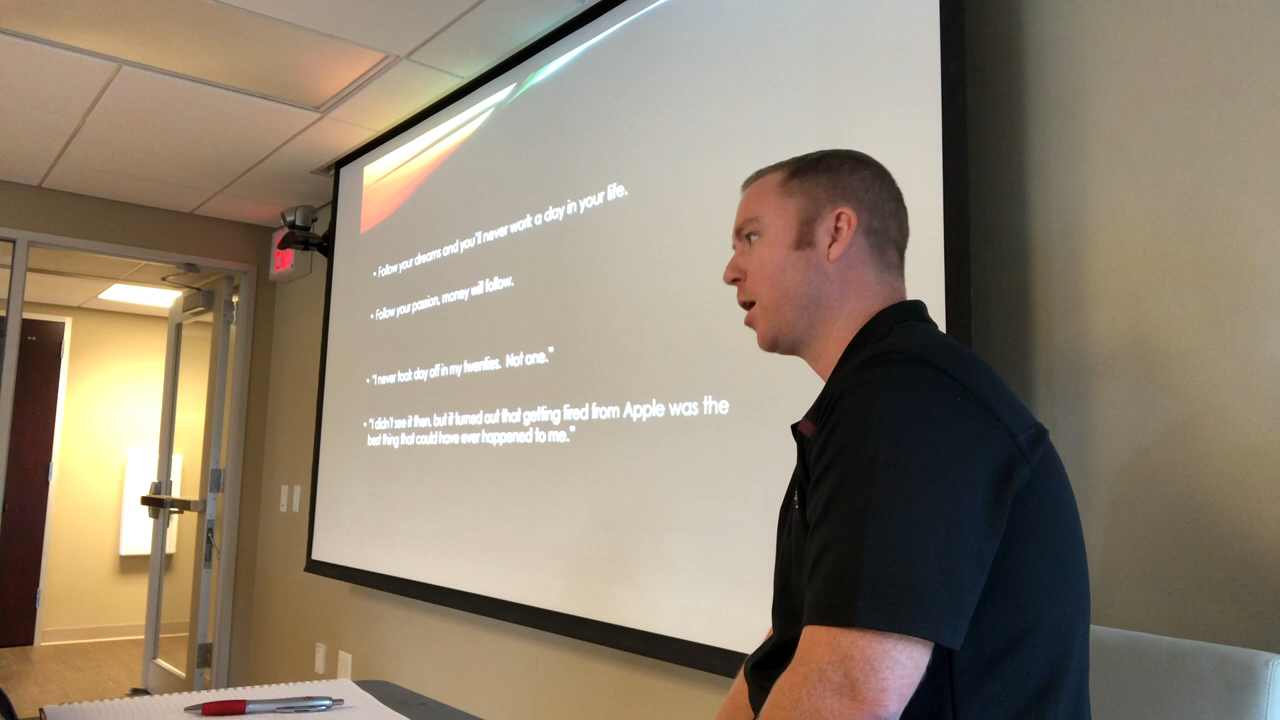 • Follow your dreams and you'll never work a day in your life.
• Follow your passion, money will follow.
• "I never took day off in my twenties. Not one."
• "I didn't see it then, but it turned out that getting fired from Apple was the
best thing that could have ever happened to me."